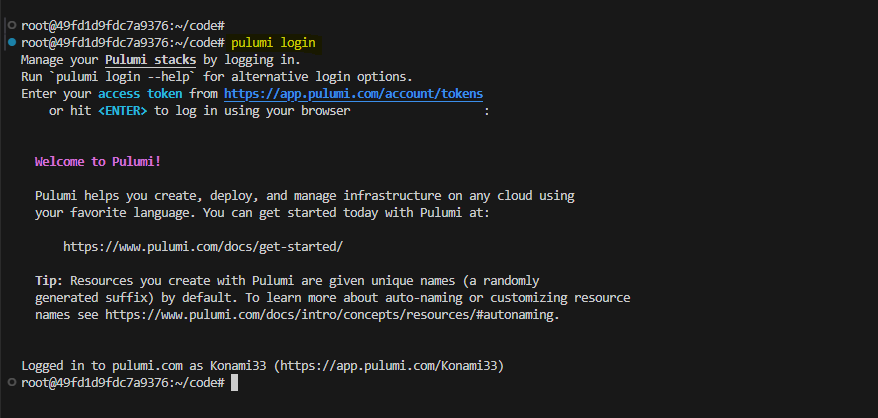 root@49fd1d9fdc7a9376:~/code#
root@49fd1d9fdc7a9376:~/code# pulumi login
Manage your Pulumi stacks by logging in.
Run `pulumi login --help` for alternative login options.
Enter your access token from https://app.pulumi.com/account/tokens
    or hit <ENTER> to log in using your browser                   :
  Welcome to Pulumi!
  Pulumi helps you create, deploy, and manage infrastructure on any cloud using
  your favorite language. You can get started today with Pulumi at:
      https://www.pulumi.com/docs/get-started/
  Tip: Resources you create with Pulumi are given unique names (a randomly
  generated suffix) by default. To learn more about auto-naming or customizing resource
  names see https://www.pulumi.com/docs/intro/concepts/resources/#autonaming.
Logged in to pulumi.com as Konami33 (https://app.pulumi.com/Konami33)
root@49fd1d9fdc7a9376:~/code#